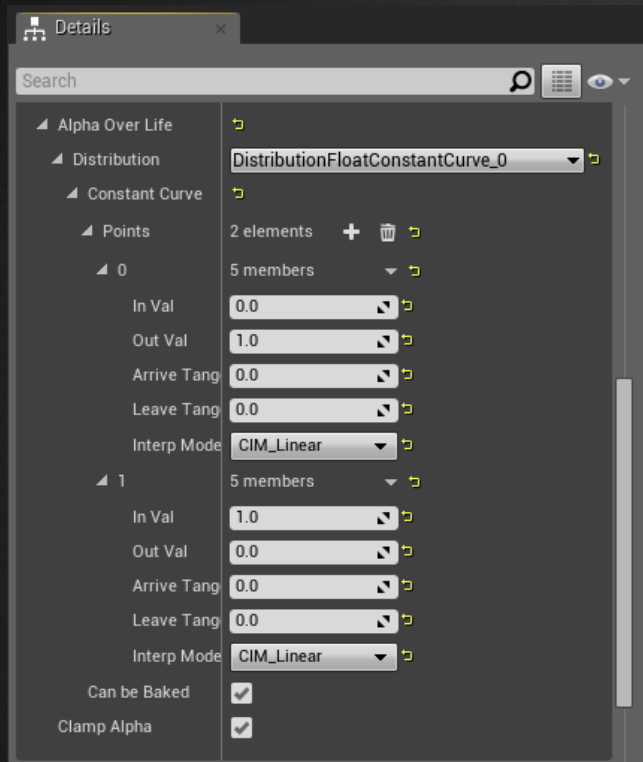 Details
Search
Alpha Over Life
Distribution DistributionFloatConstantCurve_0
Constant Curve
Points 2 elements
0 5 members
In Val 0.0
Out Val 1.0
Arrive Tang 0.0
Leave Tang 0.0
Interp Mode CIM_Linear
1 5 members
In Val 1.0
Out Val 0.0
Arrive Tang 0.0
Leave Tang 0.0
Interp Mode CIM_Linear
Can be Baked
Clamp Alpha